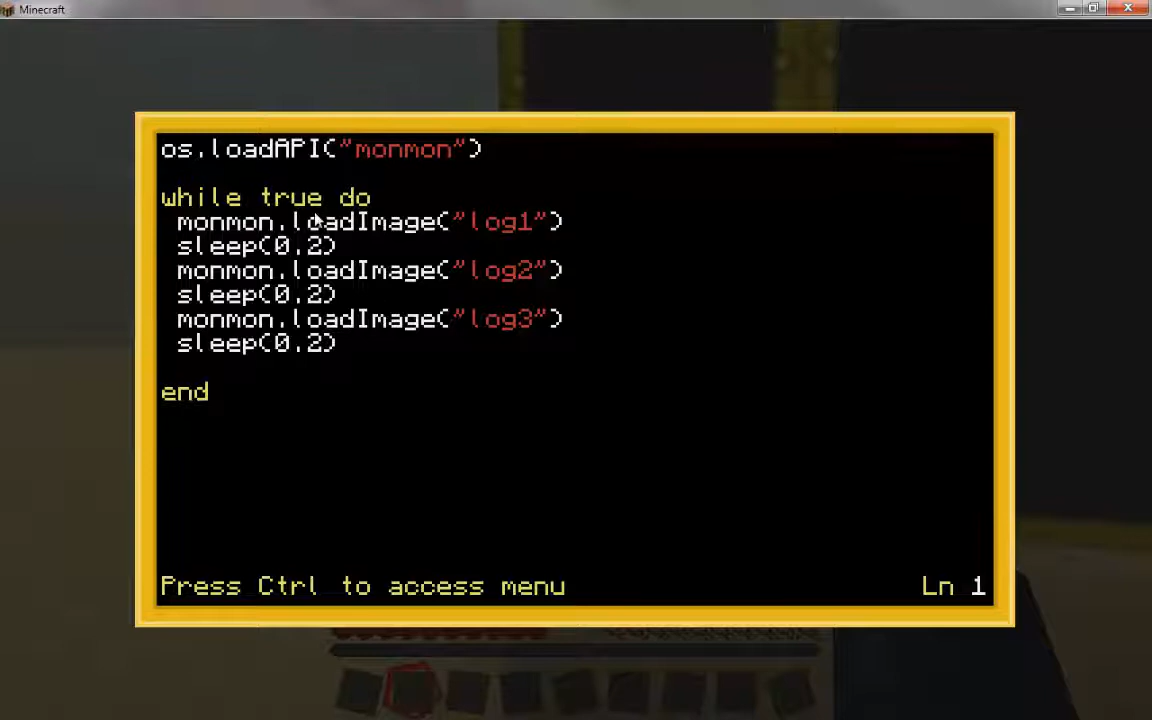 Minecraft
os.loadAPI("monmon")
while true do
monmon.loadImage("log1")
sleep(0.2)
monmon.loadImage("log2")
sleep(0.2)
monmon.loadImage("log3")
sleep(0.2)
end
Press Ctrl to access menu Ln 1